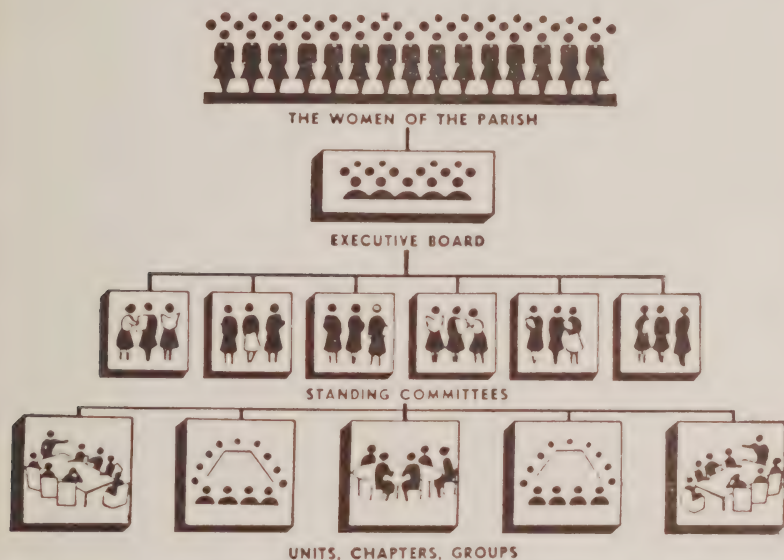 THE WOMEN OF THE PARISH
EXECUTIVE BOARD
STANDING COMMITTEES
UNITS, CHAPTERS, GROUPS